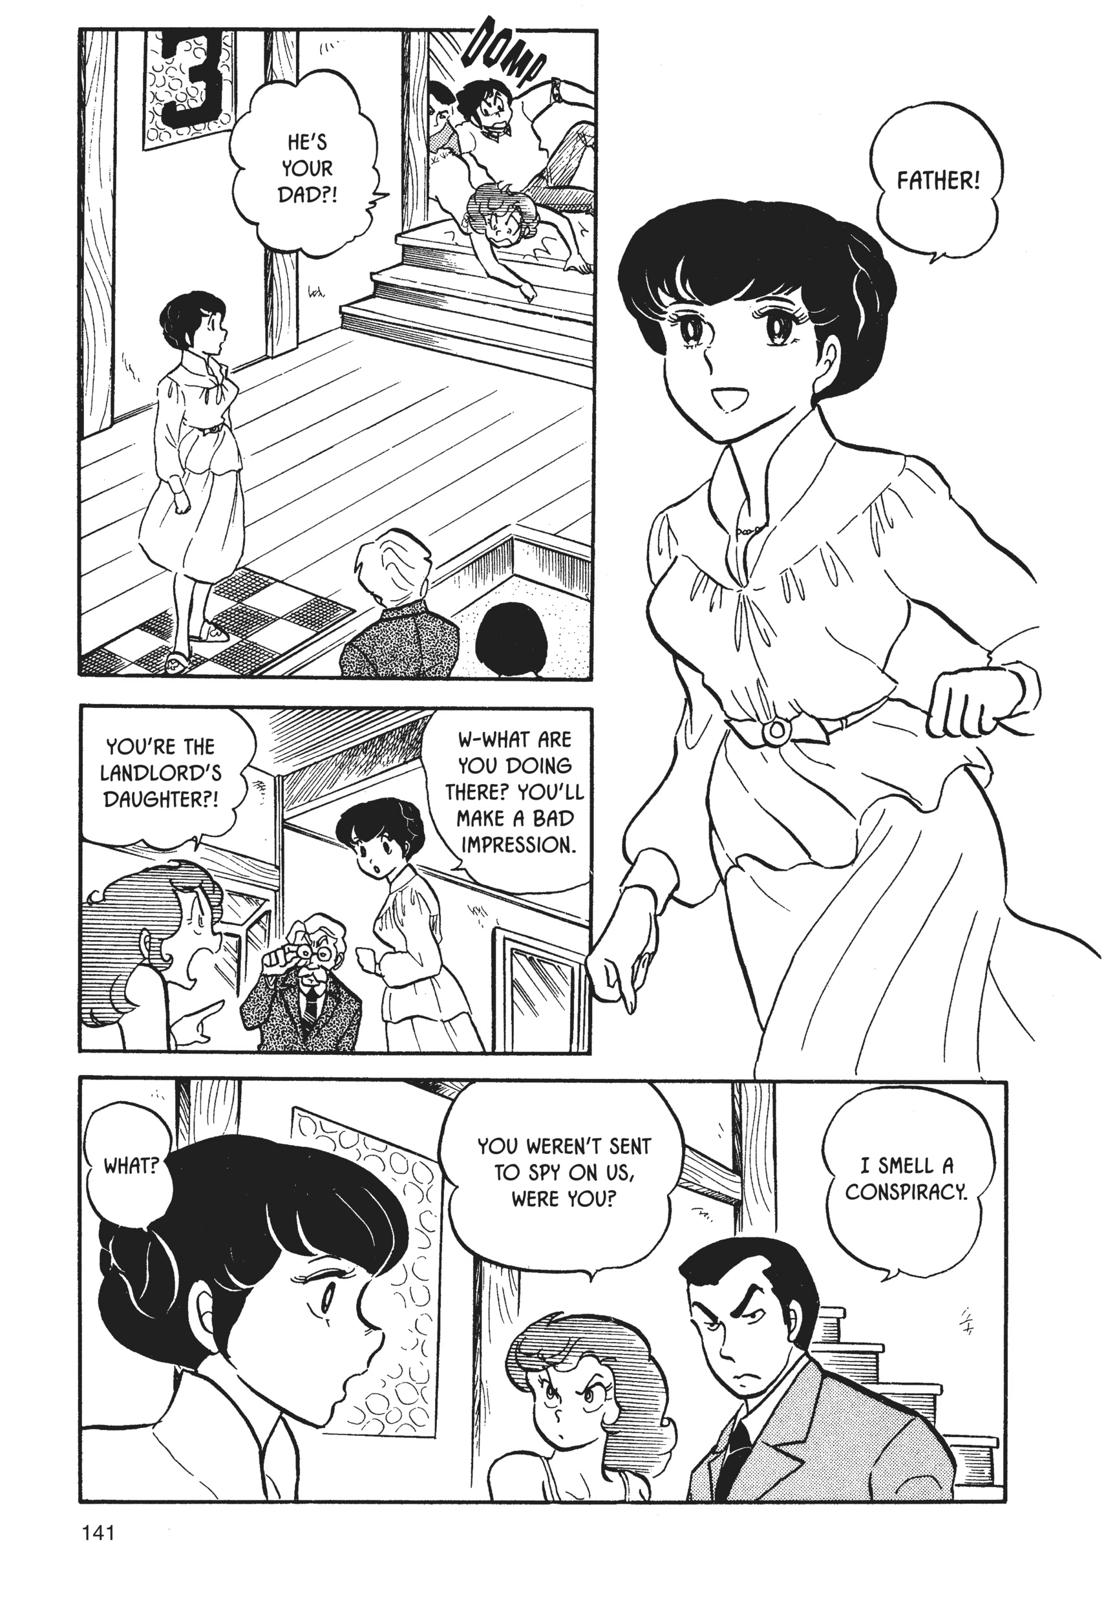 FATHER!
DOMP
3
HE'S
YOUR
DAD?!
YOU'RE THE
LANDLORD'S
DAUGHTER?!
W-WHAT ARE
YOU DOING
THERE? YOU'LL
MAKE A BAD
IMPRESSION.
WHAT?
YOU WEREN'T SENT
TO SPY ON US,
WERE YOU?
I SMELL A
CONSPIRACY.
141